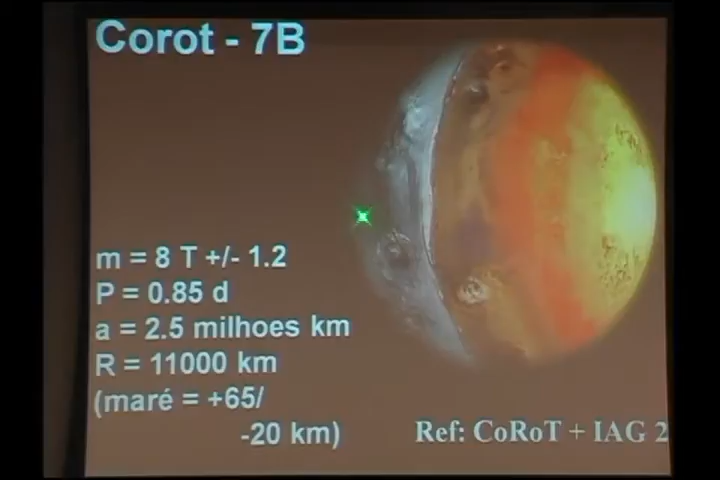 Corot - 7B
m = 8 T +/- 1.2
P = 0.85 d
a = 2.5 milhoes km
R = 11000 km
(maré = +65/
-20 km)
Ref: CoRoT + IAG 2